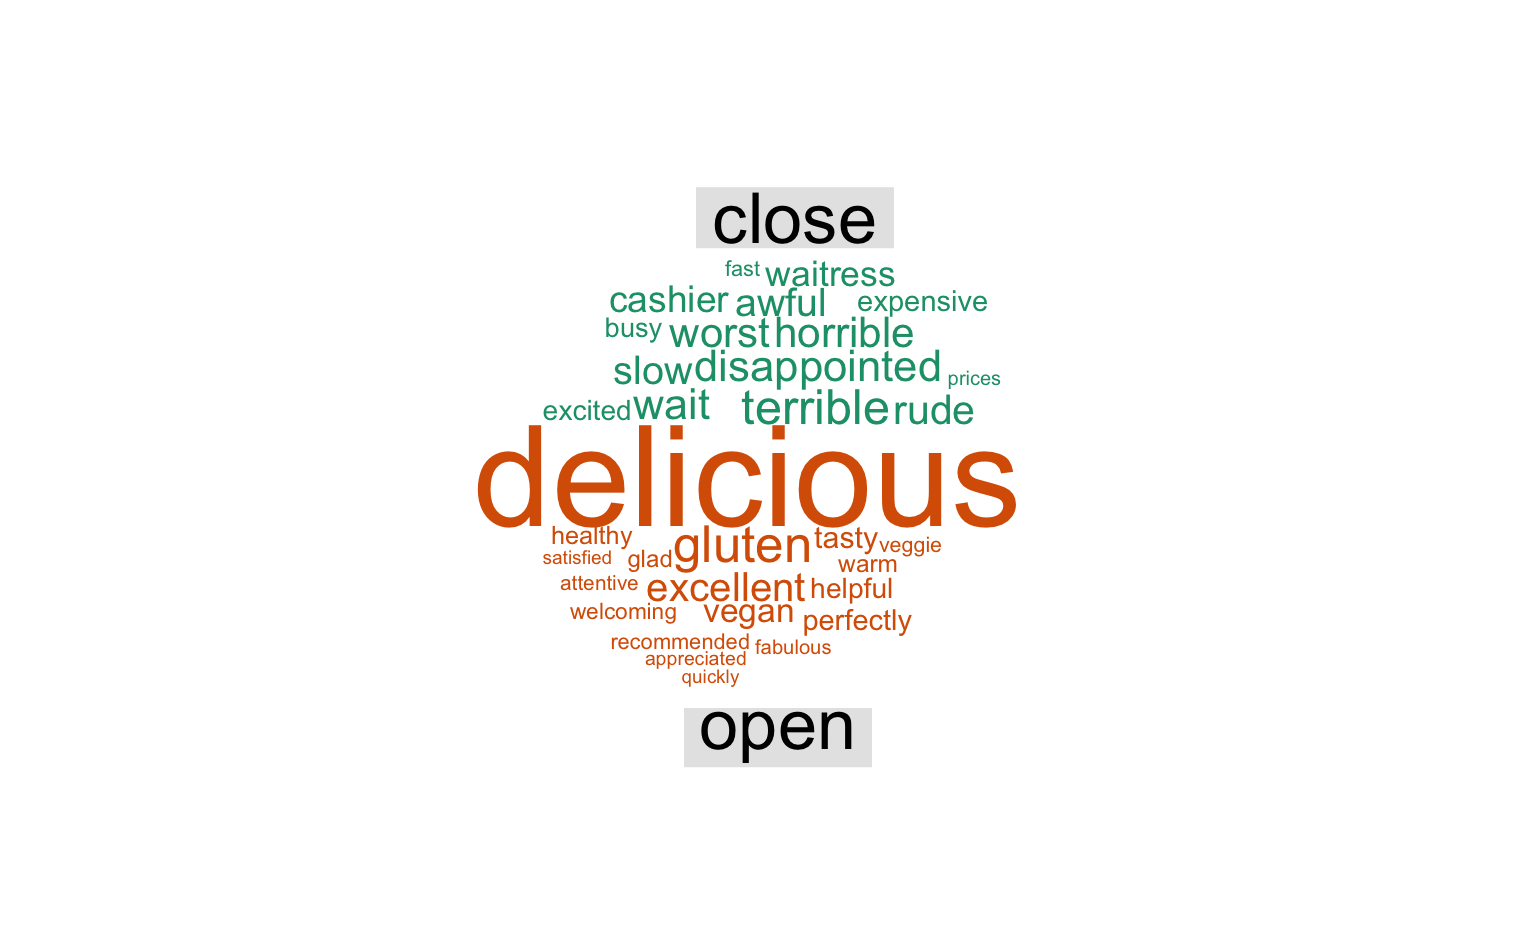 close
fast waitress
cashier awful expensive
busy worst horrible
slow disappointed prices
excited wait terrible rude
delicious
healthy gluten tasty veggie
satisfied glad warm
attentive excellent helpful
welcoming vegan perfectly
recommended fabulous
appreciated
quickly
open